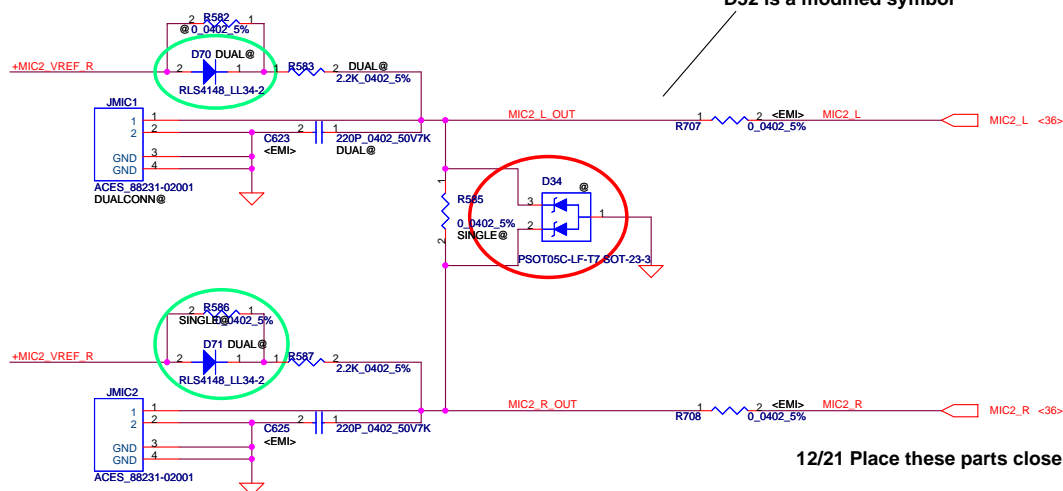 D32 is a modified symbol
2 R582 1
@ 0_0402_5%
D70 DUAL@
+MIC2_VREF_R
2 1
RLS4148_LL34-2
1 R583 2
DUAL@
2.2K_0402_5%
JMIC1
1 1
2 2
GND 3
GND 4
ACES_88231-02001
DUALCONN@
C623
<EMI>
2 1
220P_0402_50V7K
DUAL@
MIC2_L_OUT
1 2
R707
<EMI>
0_0402_5%
MIC2_L
MIC2_L <36>
1
R585
0_0402_5%
SINGLE@
2
D34
@
3
2
1
PSOT05C-LF-T7 SOT-23-3
2 R586 1
SINGLE@ 0_0402_5%
D71 DUAL@
+MIC2_VREF_R
2 1
RLS4148_LL34-2
1 R587 2
2.2K_0402_5%
JMIC2
1 1
2 2
GND 3
GND 4
ACES_88231-02001
C625
<EMI>
2 1
220P_0402_50V7K
MIC2_R_OUT
1 2
R708
<EMI>
0_0402_5%
MIC2_R
MIC2_R <36>
12/21 Place these parts close